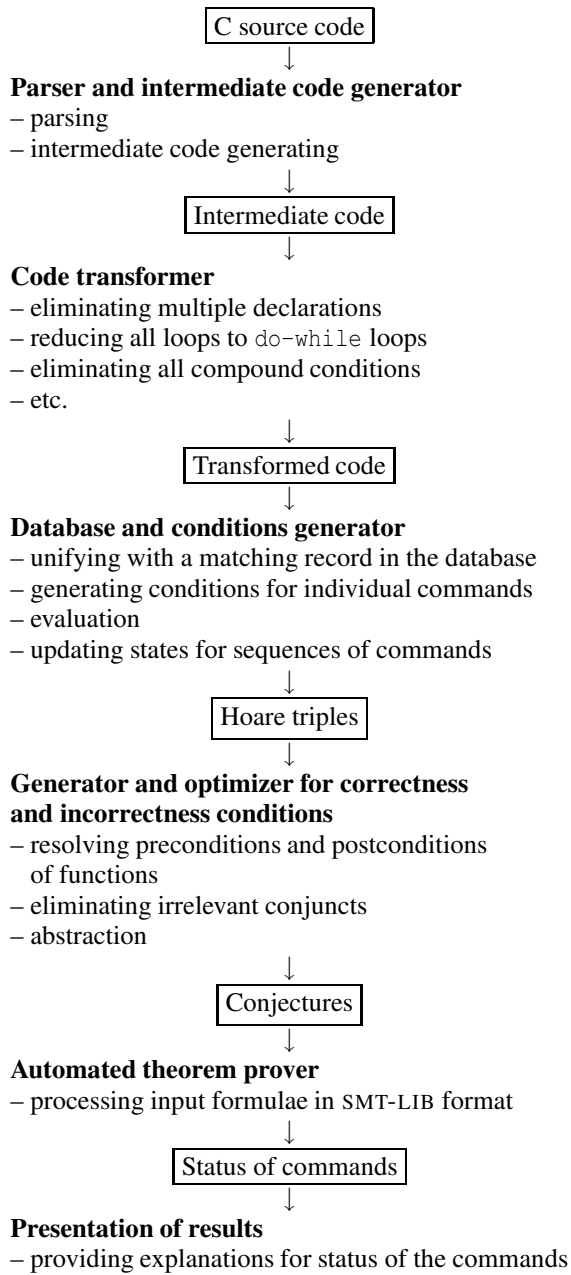 C source code
↓
Parser and intermediate code generator
– parsing
– intermediate code generating
↓
Intermediate code
↓
Code transformer
– eliminating multiple declarations
– reducing all loops to do-while loops
– eliminating all compound conditions
– etc.
↓
Transformed code
↓
Database and conditions generator
– unifying with a matching record in the database
– generating conditions for individual commands
– evaluation
– updating states for sequences of commands
↓
Hoare triples
↓
Generator and optimizer for correctness
and incorrectness conditions
– resolving preconditions and postconditions
of functions
– eliminating irrelevant conjuncts
– abstraction
↓
Conjectures
↓
Automated theorem prover
– processing input formulae in SMT-LIB format
↓
Status of commands
↓
Presentation of results
– providing explanations for status of the commands